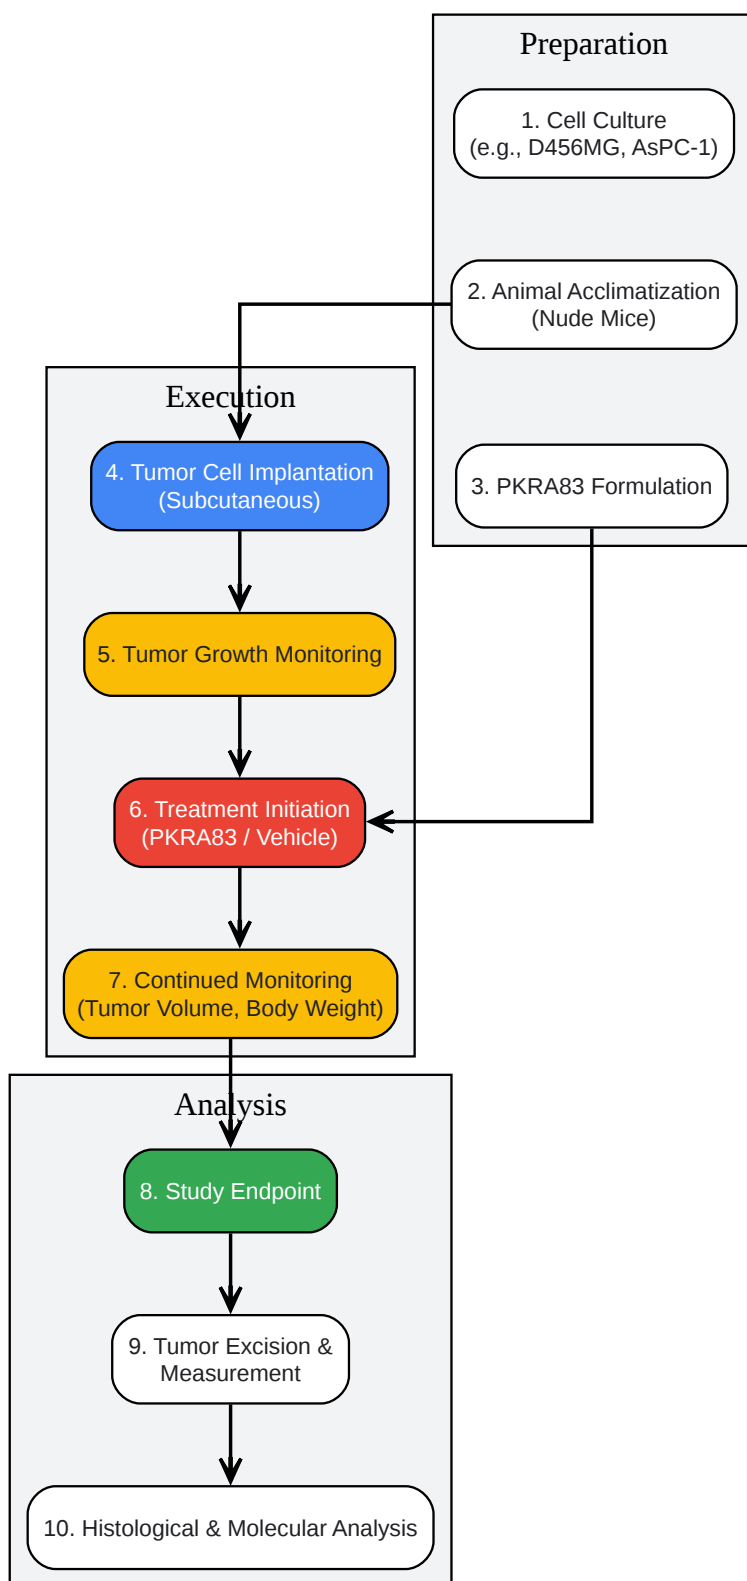 Preparation
1. Cell Culture
(e.g., D456MG, AsPC-1)
2. Animal Acclimatization
(Nude Mice)
3. PKRA83 Formulation
Execution
4. Tumor Cell Implantation
(Subcutaneous)
5. Tumor Growth Monitoring
6. Treatment Initiation
(PKRA83 / Vehicle)
7. Continued Monitoring
(Tumor Volume, Body Weight)
Analysis
8. Study Endpoint
9. Tumor Excision &
Measurement
10. Histological & Molecular Analysis